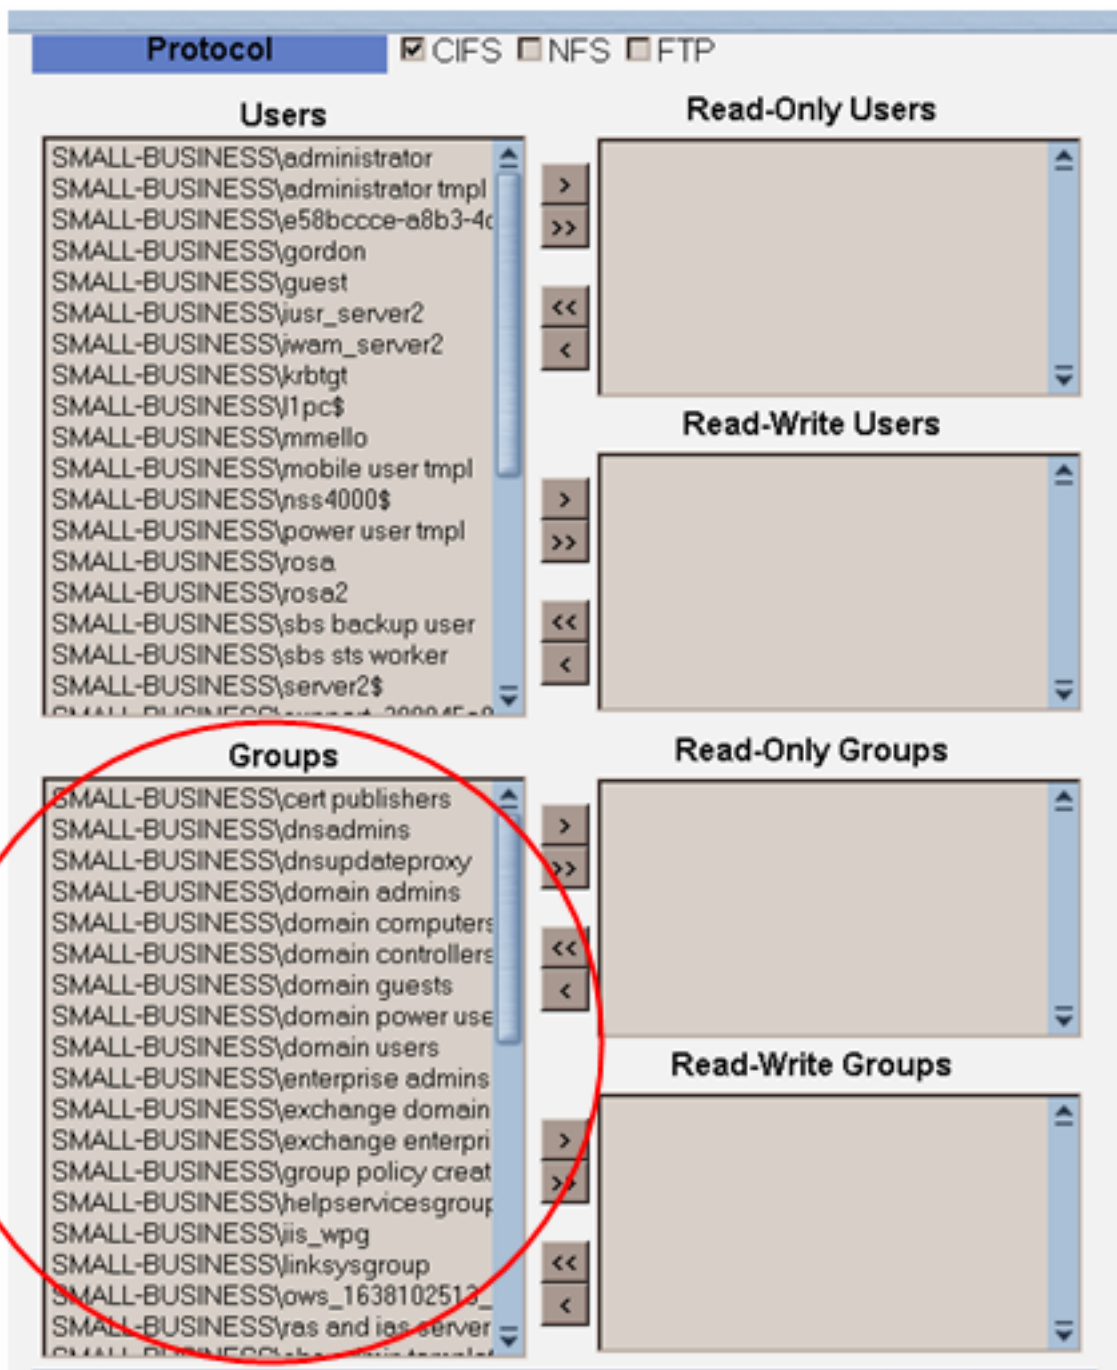 Protocol CIFS NFS FTP
Users
SMALL-BUSINESS\administrator
SMALL-BUSINESS\administrator tmpl
SMALL-BUSINESS\e58bccce-a8b3-4c
SMALL-BUSINESS\gordon
SMALL-BUSINESS\guest
SMALL-BUSINESS\iusr_server2
SMALL-BUSINESS\iwam_server2
SMALL-BUSINESS\krbtgt
SMALL-BUSINESS\l1pc$
SMALL-BUSINESS\mmello
SMALL-BUSINESS\mobile user tmpl
SMALL-BUSINESS\nss4000$
SMALL-BUSINESS\power user tmpl
SMALL-BUSINESS\rosa
SMALL-BUSINESS\rosa2
SMALL-BUSINESS\sbs backup user
SMALL-BUSINESS\sbs sts worker
SMALL-BUSINESS\server2$
Read-Only Users
>
>>
<<
<
Read-Write Users
>
>>
<<
<
Groups
SMALL-BUSINESS\cert publishers
SMALL-BUSINESS\dnsadmins
SMALL-BUSINESS\dnsupdateproxy
SMALL-BUSINESS\domain admins
SMALL-BUSINESS\domain computers
SMALL-BUSINESS\domain controllers
SMALL-BUSINESS\domain guests
SMALL-BUSINESS\domain power use
SMALL-BUSINESS\domain users
SMALL-BUSINESS\enterprise admins
SMALL-BUSINESS\exchange domain
SMALL-BUSINESS\exchange enterpri
SMALL-BUSINESS\group policy creat
SMALL-BUSINESS\helpservicesgroup
SMALL-BUSINESS\iis_wpg
SMALL-BUSINESS\linksysgroup
SMALL-BUSINESS\ows_1638102513_
SMALL-BUSINESS\ras and ias server
Read-Only Groups
>
>>
<<
<
Read-Write Groups
>
>>
<<
<